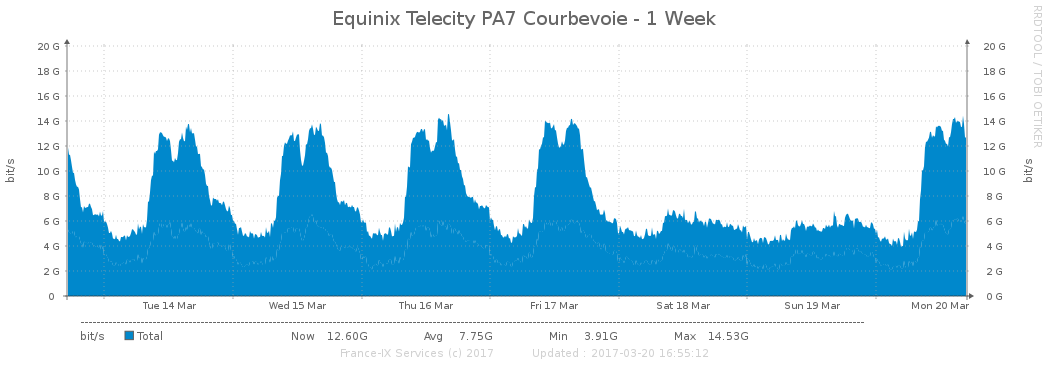 Equinix Telecity PA7 Courbevoie - 1 Week
RRDTOOL / TOBI OETIKER
20 G 20 G
18 G 18 G
16 G 16 G
14 G 14 G
12 G 12 G
10 G 10 G
8 G 8 G
6 G 6 G
4 G 4 G
2 G 2 G
0 0 G
bit/s bit/s
Tue 14 Mar Wed 15 Mar Thu 16 Mar Fri 17 Mar Sat 18 Mar Sun 19 Mar Mon 20 Mar
bit/s Total Now 12.60G Avg 7.75G Min 3.91G Max 14.53G
France-IX Services (c) 2017 Updated : 2017-03-20 16:55:12